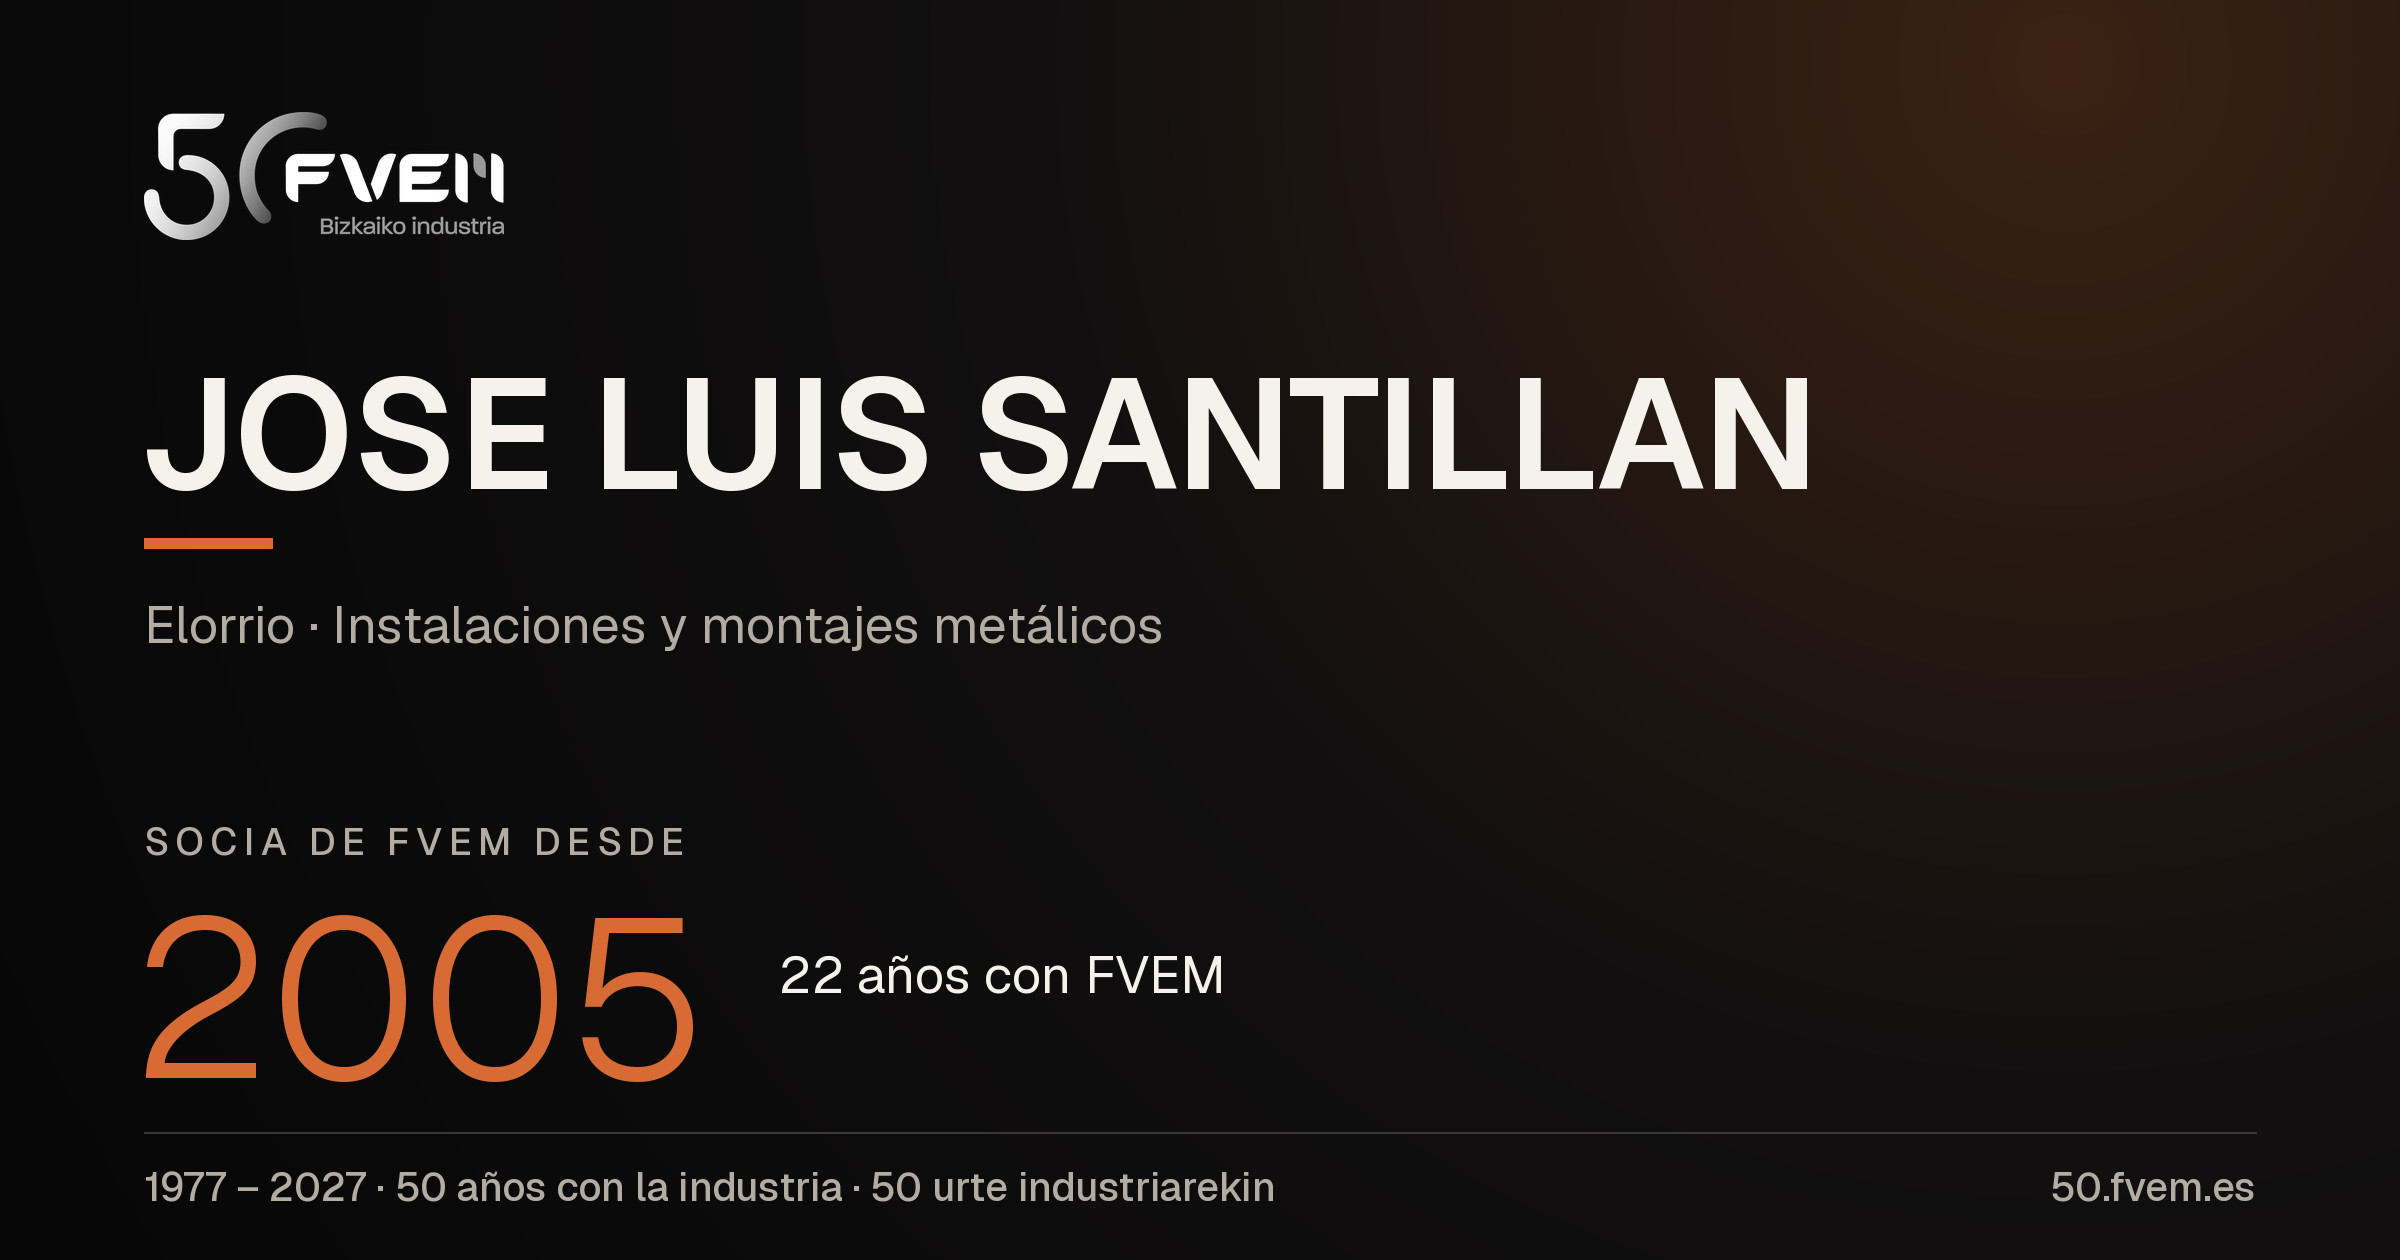 50 FVEM
Bizkaiko industria
JOSE LUIS SANTILLAN
Elorrio · Instalaciones y montajes metálicos
SOCIA DE FVEM DESDE
2005
22 años con FVEM
1977 – 2027 · 50 años con la industria · 50 urte industriarekin
50.fvem.es